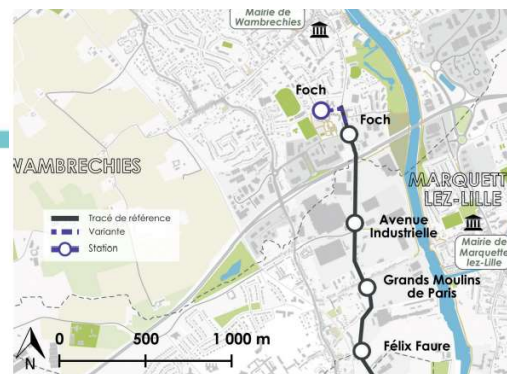 Mairie de
Wambrechies
Foch
Foch
WAMBRECHIES
MARQUETT
LEZ-LILLE
Tracé de référence
Variante
Station
Avenue
Industrielle
Mairie de
Marquette
lez-Lille
Grands Moulins
de Paris
0 500 1 000 m
Félix Faure
N